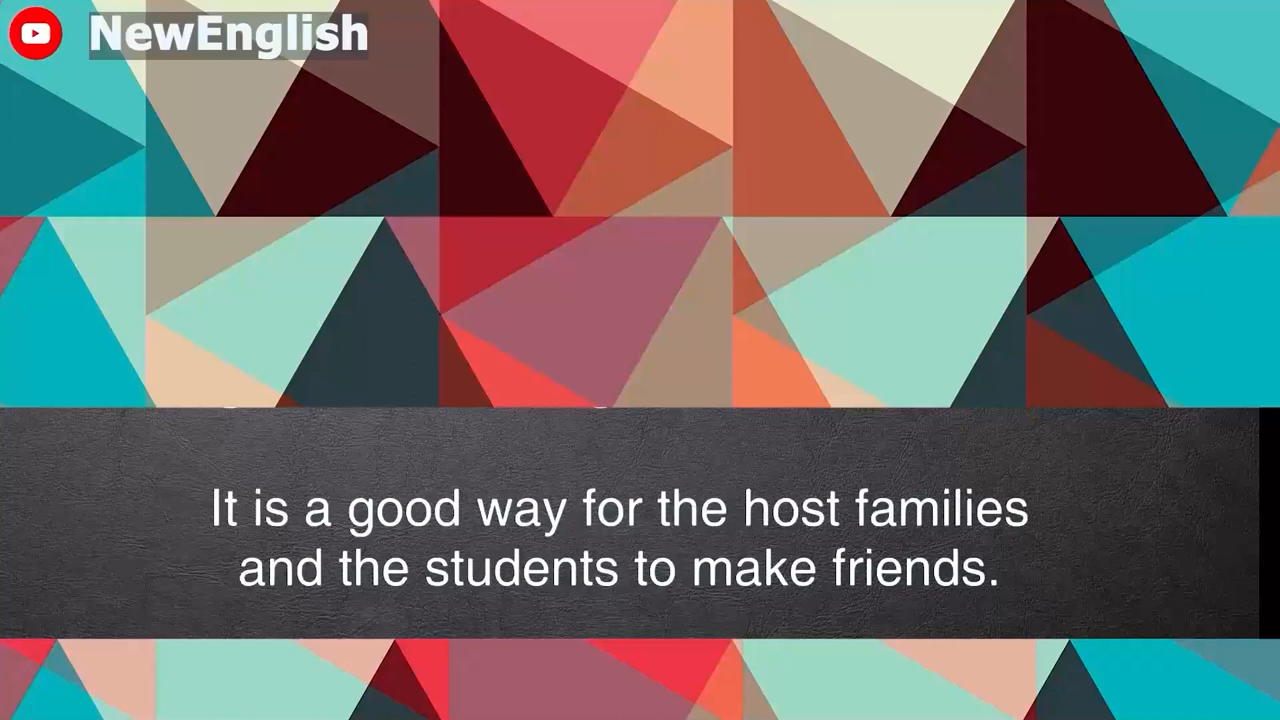 NewEnglish
It is a good way for the host families
and the students to make friends.